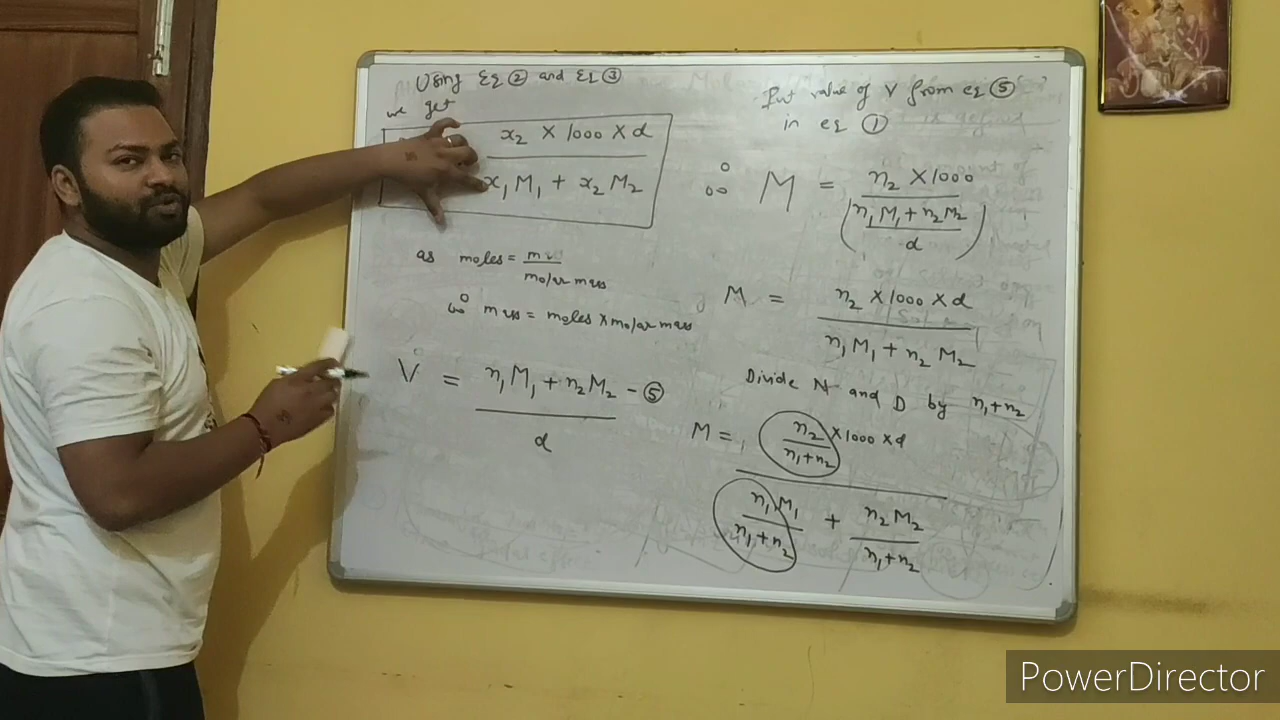 Using Eq ② and Eq ③
we get
x₂ × 1000 × d
x₁M₁ + x₂M₂
as moles =
molar mass
∴ mass = moles × molar mass
V = n₁M₁ + n₂M₂ - ⑤
d
Put value of V from eq ⑤
in eq ①
∴ M = n₂ × 1000
(n₁M₁ + n₂M₂
d)
M = n₂ × 1000 × d
n₁M₁ + n₂M₂
Divide N and D by n₁+n₂
M = n₂ × 1000 × d
n₁+n₂
n₁M₁ + n₂M₂
n₁+n₂ n₁+n₂
PowerDirector